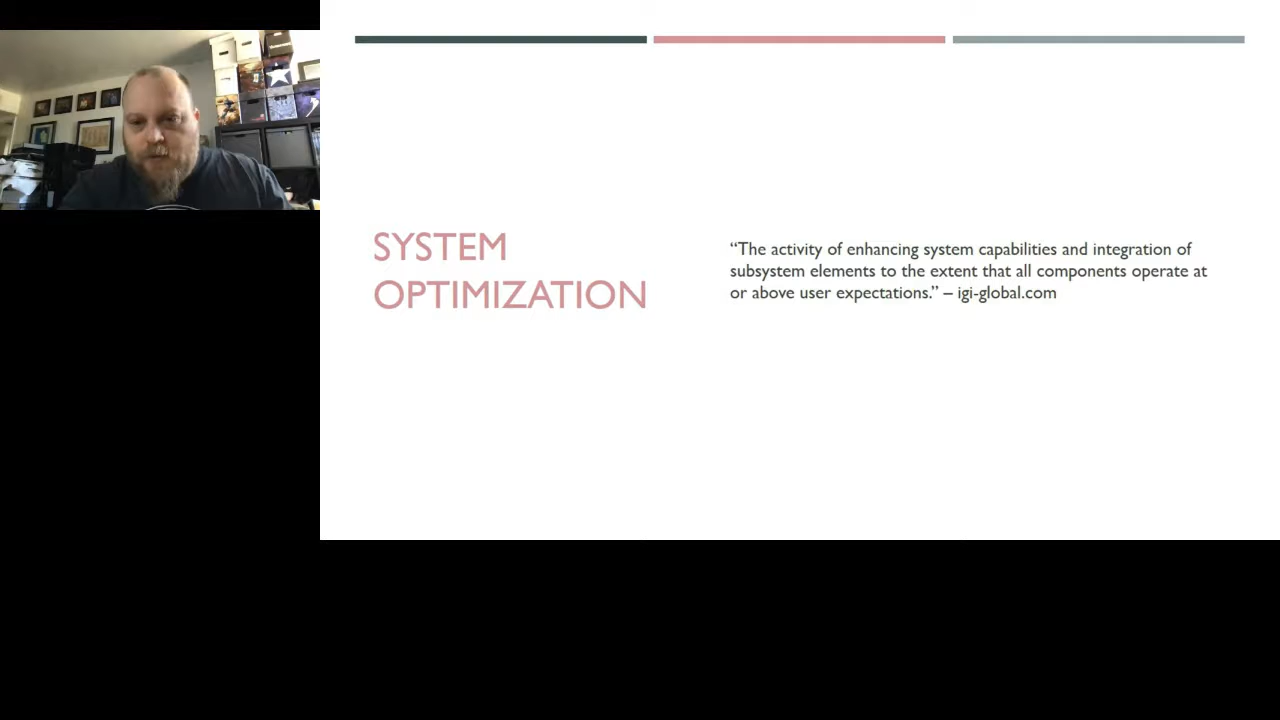 SYSTEM
OPTIMIZATION
“The activity of enhancing system capabilities and integration of
subsystem elements to the extent that all components operate at
or above user expectations.” – igi-global.com